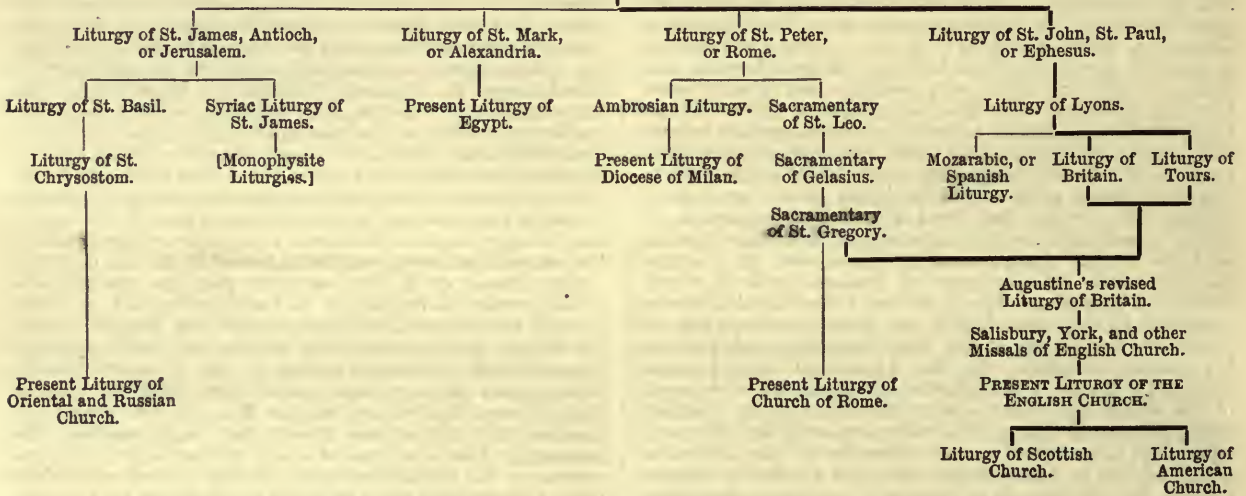 Liturgy of St. James, Antioch,
or Jerusalem.
Liturgy of St. Mark,
or Alexandria.
Liturgy of St. Peter,
or Rome.
Liturgy of St. John, St. Paul,
or Ephesus.
Liturgy of St. Basil.
Syriac Liturgy of
St. James.
Present Liturgy of
Egypt.
Ambrosian Liturgy.
Sacramentary
of St. Leo.
Liturgy of Lyons.
Liturgy of St.
Chrysostom.
[Monophysite
Liturgies.]
Present Liturgy of
Diocese of Milan.
Sacramentary
of Gelasius.
Mozarabic, or
Spanish
Liturgy.
Liturgy of
Britain.
Liturgy of
Tours.
Sacramentary
of St. Gregory.
Augustine's revised
Liturgy of Britain.
Salisbury, York, and other
Missals of English Church.
Present Liturgy of
Oriental and Russian
Church.
Present Liturgy of
Church of Rome.
PRESENT LITURGY OF THE
ENGLISH CHURCH.
Liturgy of Scottish
Church.
Liturgy of
American
Church.